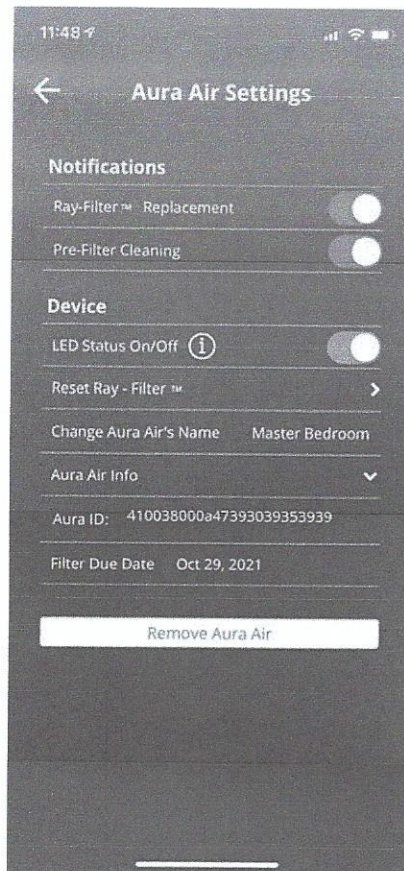 11:48
Aura Air Settings
Notifications
Ray-Filter™ Replacement
Pre-Filter Cleaning
Device
LED Status On/Off
Reset Ray - Filter ™
Change Aura Air's Name Master Bedroom
Aura Air Info
Aura ID: 410038000a47393039353939
Filter Due Date Oct 29, 2021
Remove Aura Air